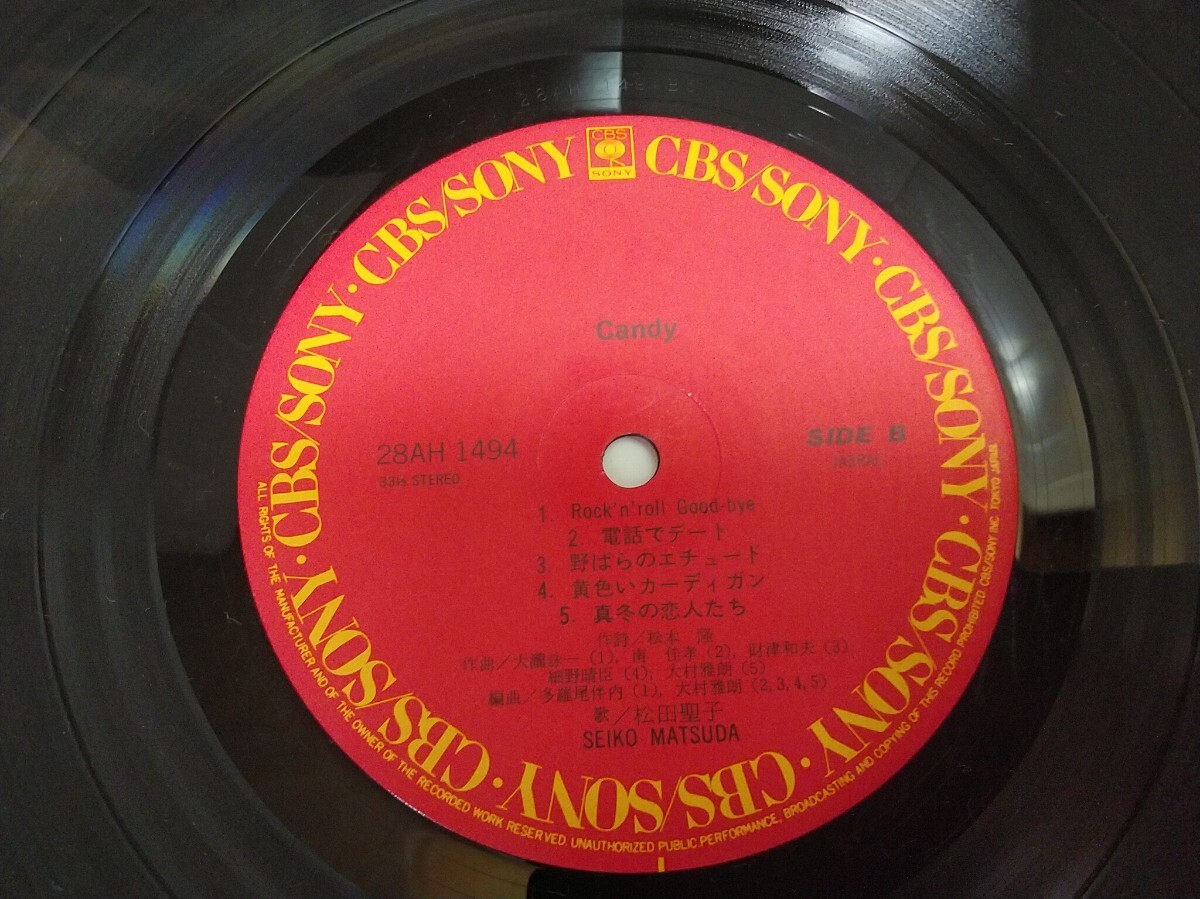 CBS
SONY
CBS/SONY · CBS/SONY · CBS/SONY · CBS/SONY · CBS/SONY · CBS/SONY · CBS/SONY · CBS/SONY
Candy
28AH 1494
SIDE B
33⅓ STEREO
JASRAC
1. Rock'n'roll Good-bye
2. 電話でデート
3. 野ばらのエチュード
4. 黄色いカーディガン
5. 真冬の恋人たち
作詩／松本 隆
作曲／大瀧詠一(1), 南 佳孝(2), 財津和夫(3)
細野晴臣(4), 大村雅朗(5)
編曲／多羅尾伴内(1), 大村雅朗(2,3,4,5)
歌／松田聖子
SEIKO MATSUDA
ALL RIGHTS OF THE MANUFACTURER AND OF THE OWNER OF THE RECORDED WORK RESERVED. UNAUTHORIZED PUBLIC PERFORMANCE, BROADCASTING AND COPYING OF THIS RECORD PROHIBITED. CBS/SONY INC. TOKYO JAPAN